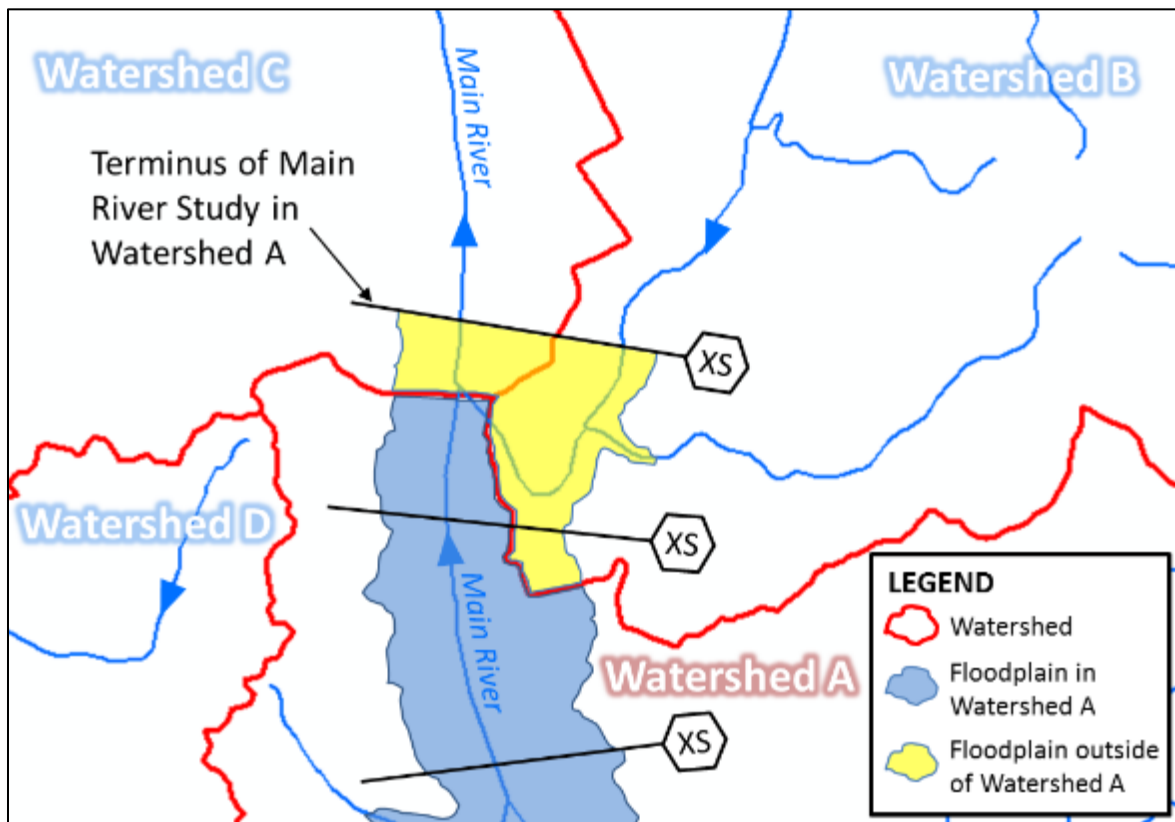 Watershed C
Main River
Watershed B
Terminus of Main
River Study in
Watershed A
XS
Watershed D
XS
Main River
Watershed A
XS
LEGEND
Watershed
Floodplain in
Watershed A
Floodplain outside
of Watershed A